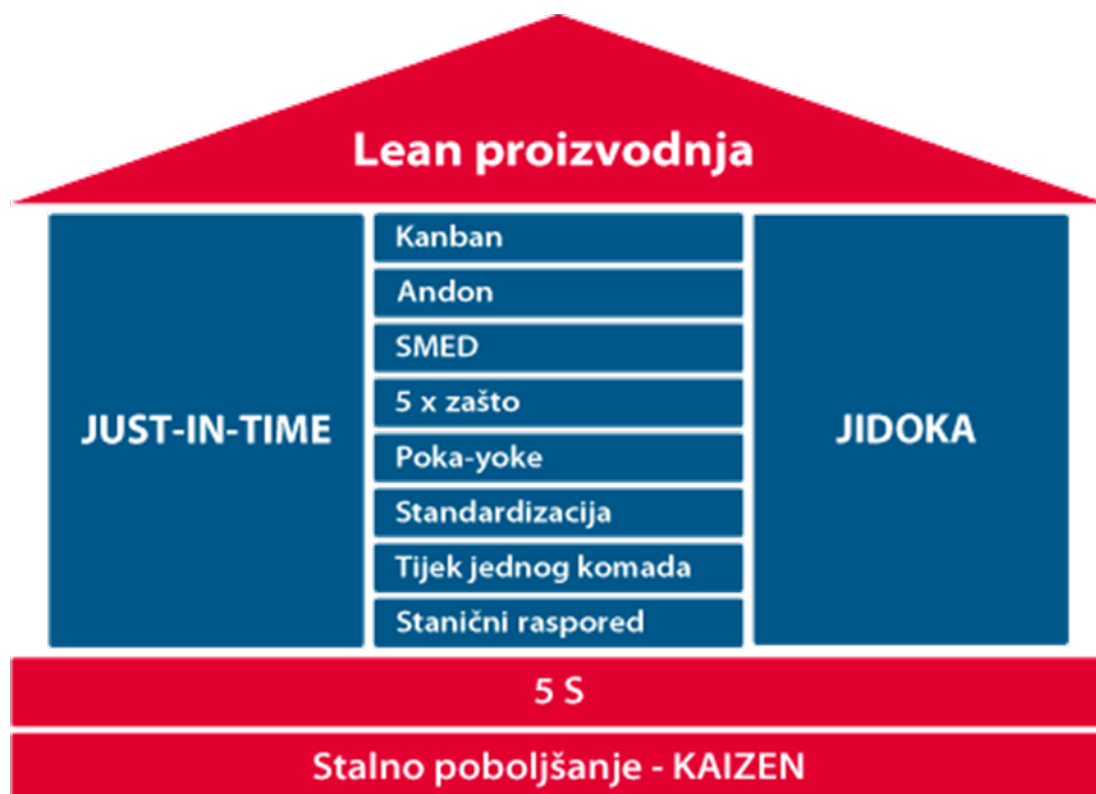 Lean proizvodnja
JUST-IN-TIME
Kanban
Andon
SMED
5 x zašto
Poka-yoke
Standardizacija
Tijek jednog komada
Stanični raspored
JIDOKA
5 S
Stalno poboljšanje - KAIZEN